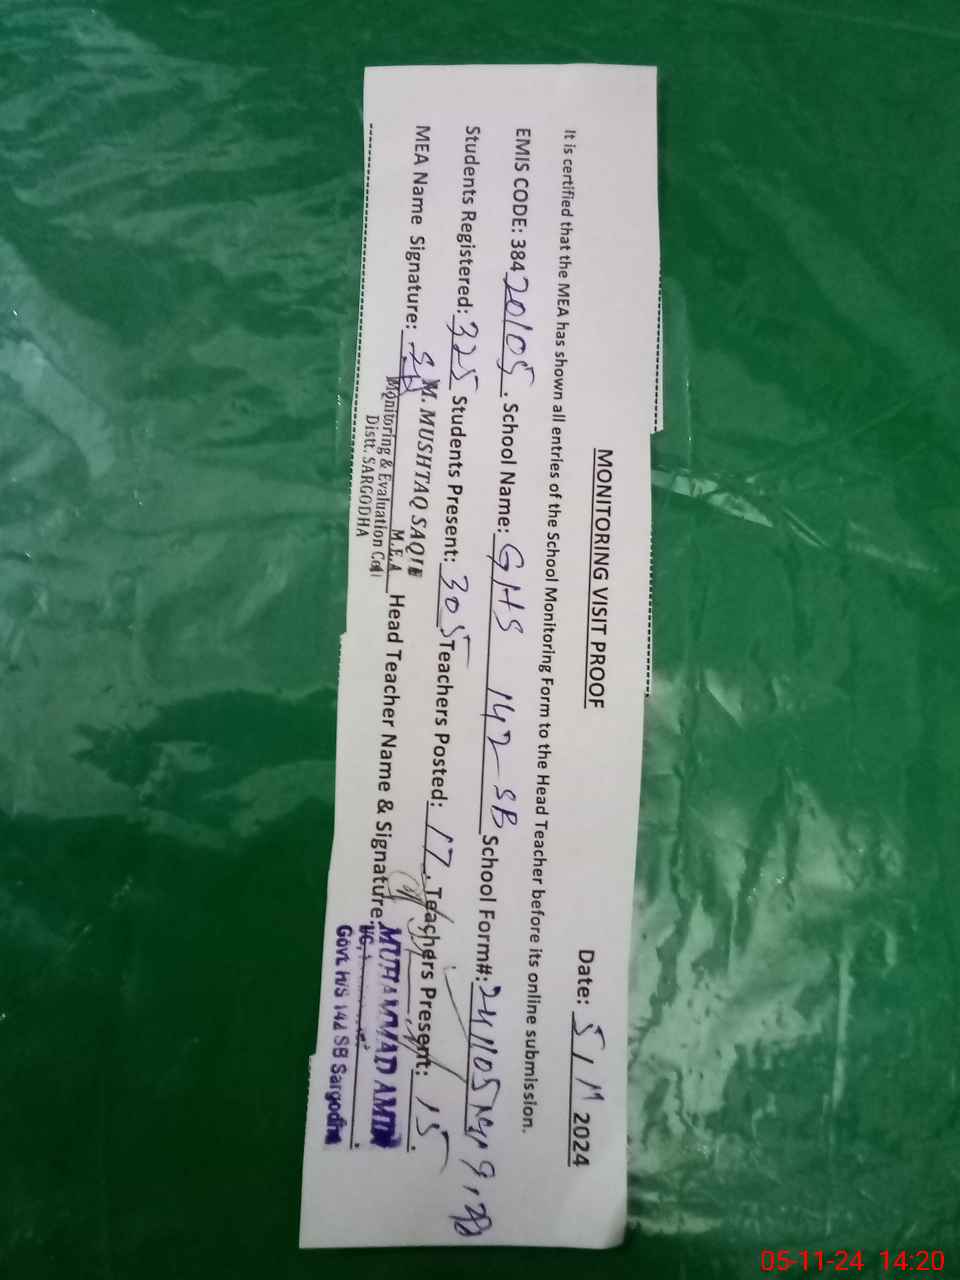 MONITORING VISIT PROOF
Date: 5/11 2024
It is certified that the MEA has shown all entries of the School Monitoring Form to the Head Teacher before its online submission.
EMIS CODE: 38420105. School Name: GHS 142 SB School Form#: 241105
Students Registered: 325 Students Present: 305 Teachers Posted: 17. Teachers Present: 15.
MEA Name Signature: M. MUSHTAQ SAQIB Head Teacher Name & Signature: MUHAMMAD AMIN
M.E.A
Monitoring & Evaluation Cell
Distt. SARGODHA
Govt. H/S 142 SB Sargodha
05-11-24 14:20